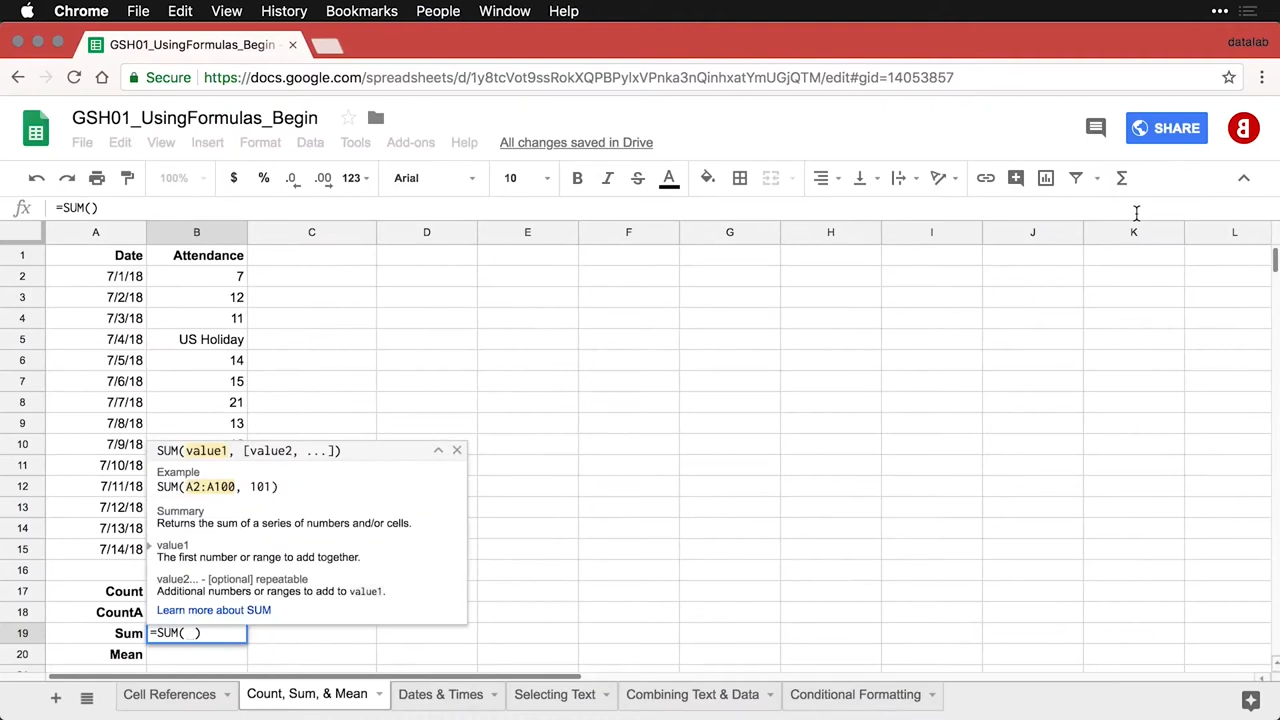 Chrome File Edit View History Bookmarks People Window Help
GSH01_UsingFormulas_Begin
datalab
Secure https://docs.google.com/spreadsheets/d/1y8tcVot9ssRokXQPBPylxVPnka3nQinhxatYmUGjQTM/edit#gid=14053857
GSH01_UsingFormulas_Begin
SHARE
File Edit View Insert Format Data Tools Add-ons Help All changes saved in Drive
100% $ % .0 .00 123 Arial 10 B I S A Σ
fx =SUM()
A B C D E F G H I J K L
1 Date Attendance
2 7/1/18 7
3 7/2/18 12
4 7/3/18 11
5 7/4/18 US Holiday
6 7/5/18 14
7 7/6/18 15
8 7/7/18 21
9 7/8/18 13
10 7/9/18
11 7/10/18
12 7/11/18
13 7/12/18
14 7/13/18
15 7/14/18
16
17 Count
18 CountA
19 Sum =SUM( )
20 Mean
SUM(value1, [value2, ...])
Example
SUM(A2:A100, 101)
Summary
Returns the sum of a series of numbers and/or cells.
value1
The first number or range to add together.
value2... - [optional] repeatable
Additional numbers or ranges to add to value1.
Learn more about SUM
Cell References Count, Sum, & Mean Dates & Times Selecting Text Combining Text & Data Conditional Formatting